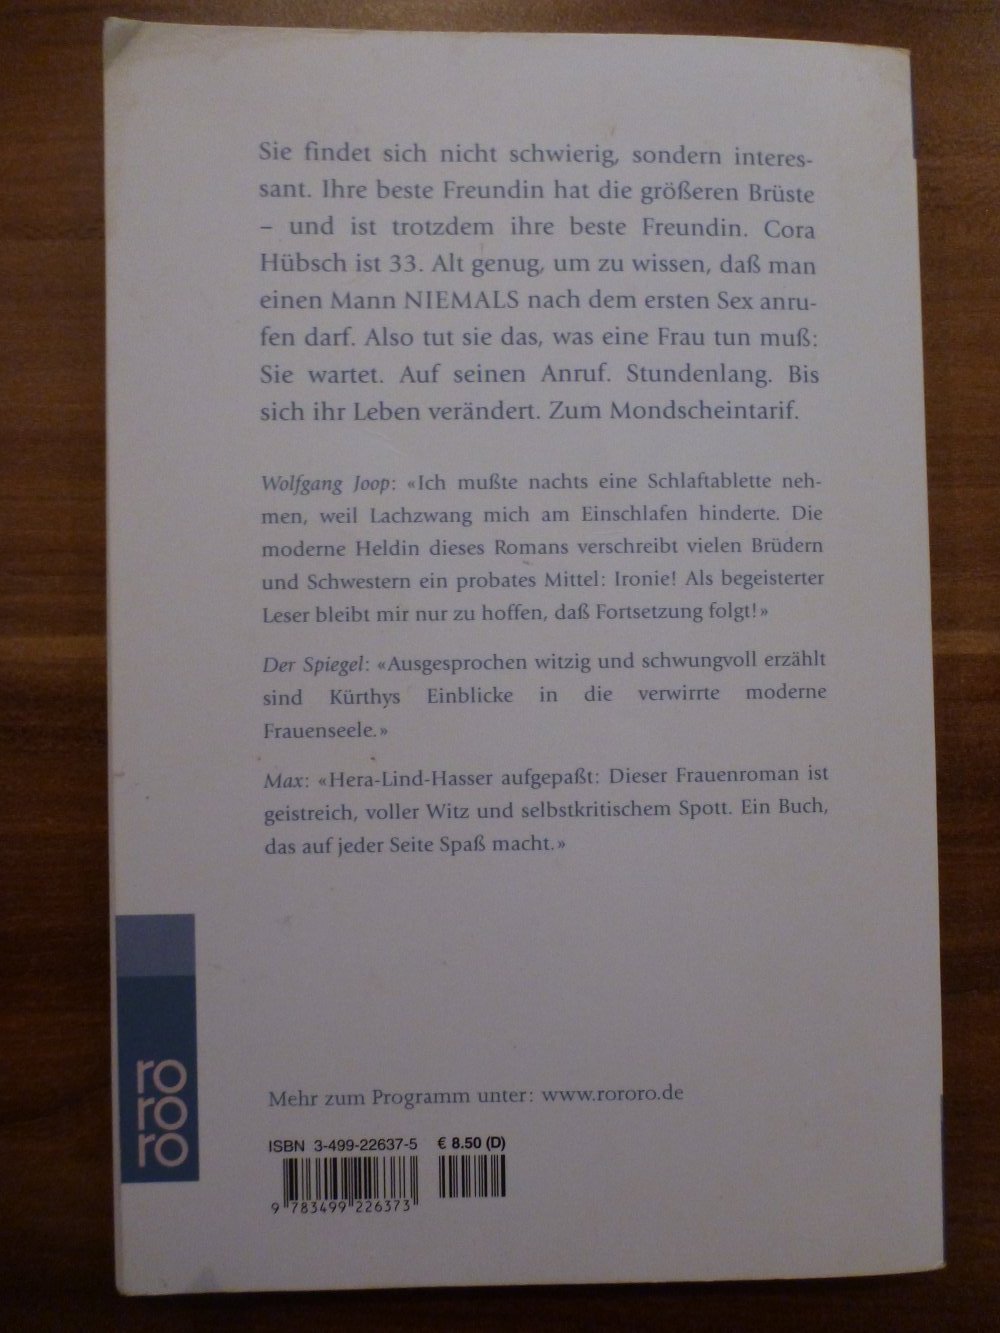 Sie findet sich nicht schwierig, sondern interes-
sant. Ihre beste Freundin hat die größeren Brüste
– und ist trotzdem ihre beste Freundin. Cora
Hübsch ist 33. Alt genug, um zu wissen, daß man
einen Mann NIEMALS nach dem ersten Sex anru-
fen darf. Also tut sie das, was eine Frau tun muß:
Sie wartet. Auf seinen Anruf. Stundenlang. Bis
sich ihr Leben verändert. Zum Mondscheintarif.
Wolfgang Joop: «Ich mußte nachts eine Schlaftablette neh-
men, weil Lachzwang mich am Einschlafen hinderte. Die
moderne Heldin dieses Romans verschreibt vielen Brüdern
und Schwestern ein probates Mittel: Ironie! Als begeisterter
Leser bleibt mir nur zu hoffen, daß Fortsetzung folgt!»
Der Spiegel: «Ausgesprochen witzig und schwungvoll erzählt
sind Kürthys Einblicke in die verwirrte moderne
Frauenseele.»
Max: «Hera-Lind-Hasser aufgepaßt: Dieser Frauenroman ist
geistreich, voller Witz und selbstkritischem Spott. Ein Buch,
das auf jeder Seite Spaß macht.»
ro
ro
ro
Mehr zum Programm unter: www.rororo.de
ISBN 3-499-22637-5 € 8.50 (D)
9 783499 226373